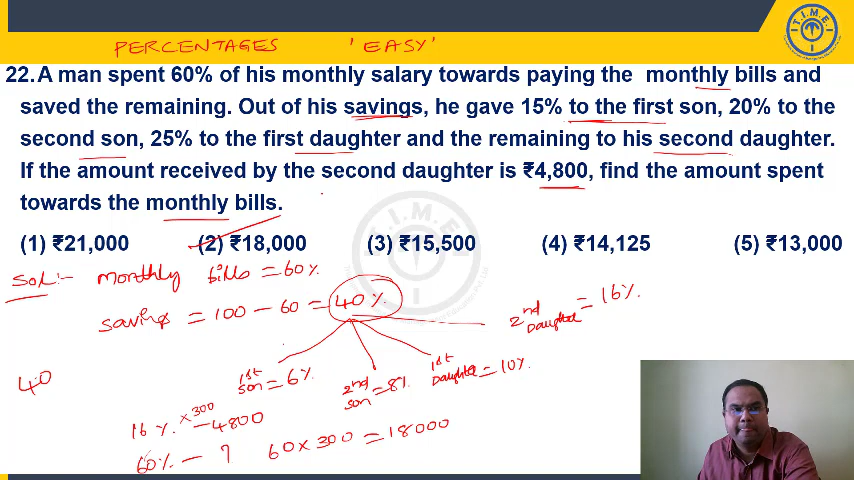 T.I.M.E.
PERCENTAGES 'EASY'
22. A man spent 60% of his monthly salary towards paying the monthly bills and
saved the remaining. Out of his savings, he gave 15% to the first son, 20% to the
second son, 25% to the first daughter and the remaining to his second daughter.
If the amount received by the second daughter is ₹4,800, find the amount spent
towards the monthly bills.
(1) ₹21,000 (2) ₹18,000 (3) ₹15,500 (4) ₹14,125 (5) ₹13,000
Sol:- monthly bills = 60%
savings = 100 - 60 = 40%
2nd Daughter = 16%
1st son = 6% 2nd son = 8% 1st Daughter = 10%
40
16% ×300 - 4800
60% - ? 60 × 300 = 18000